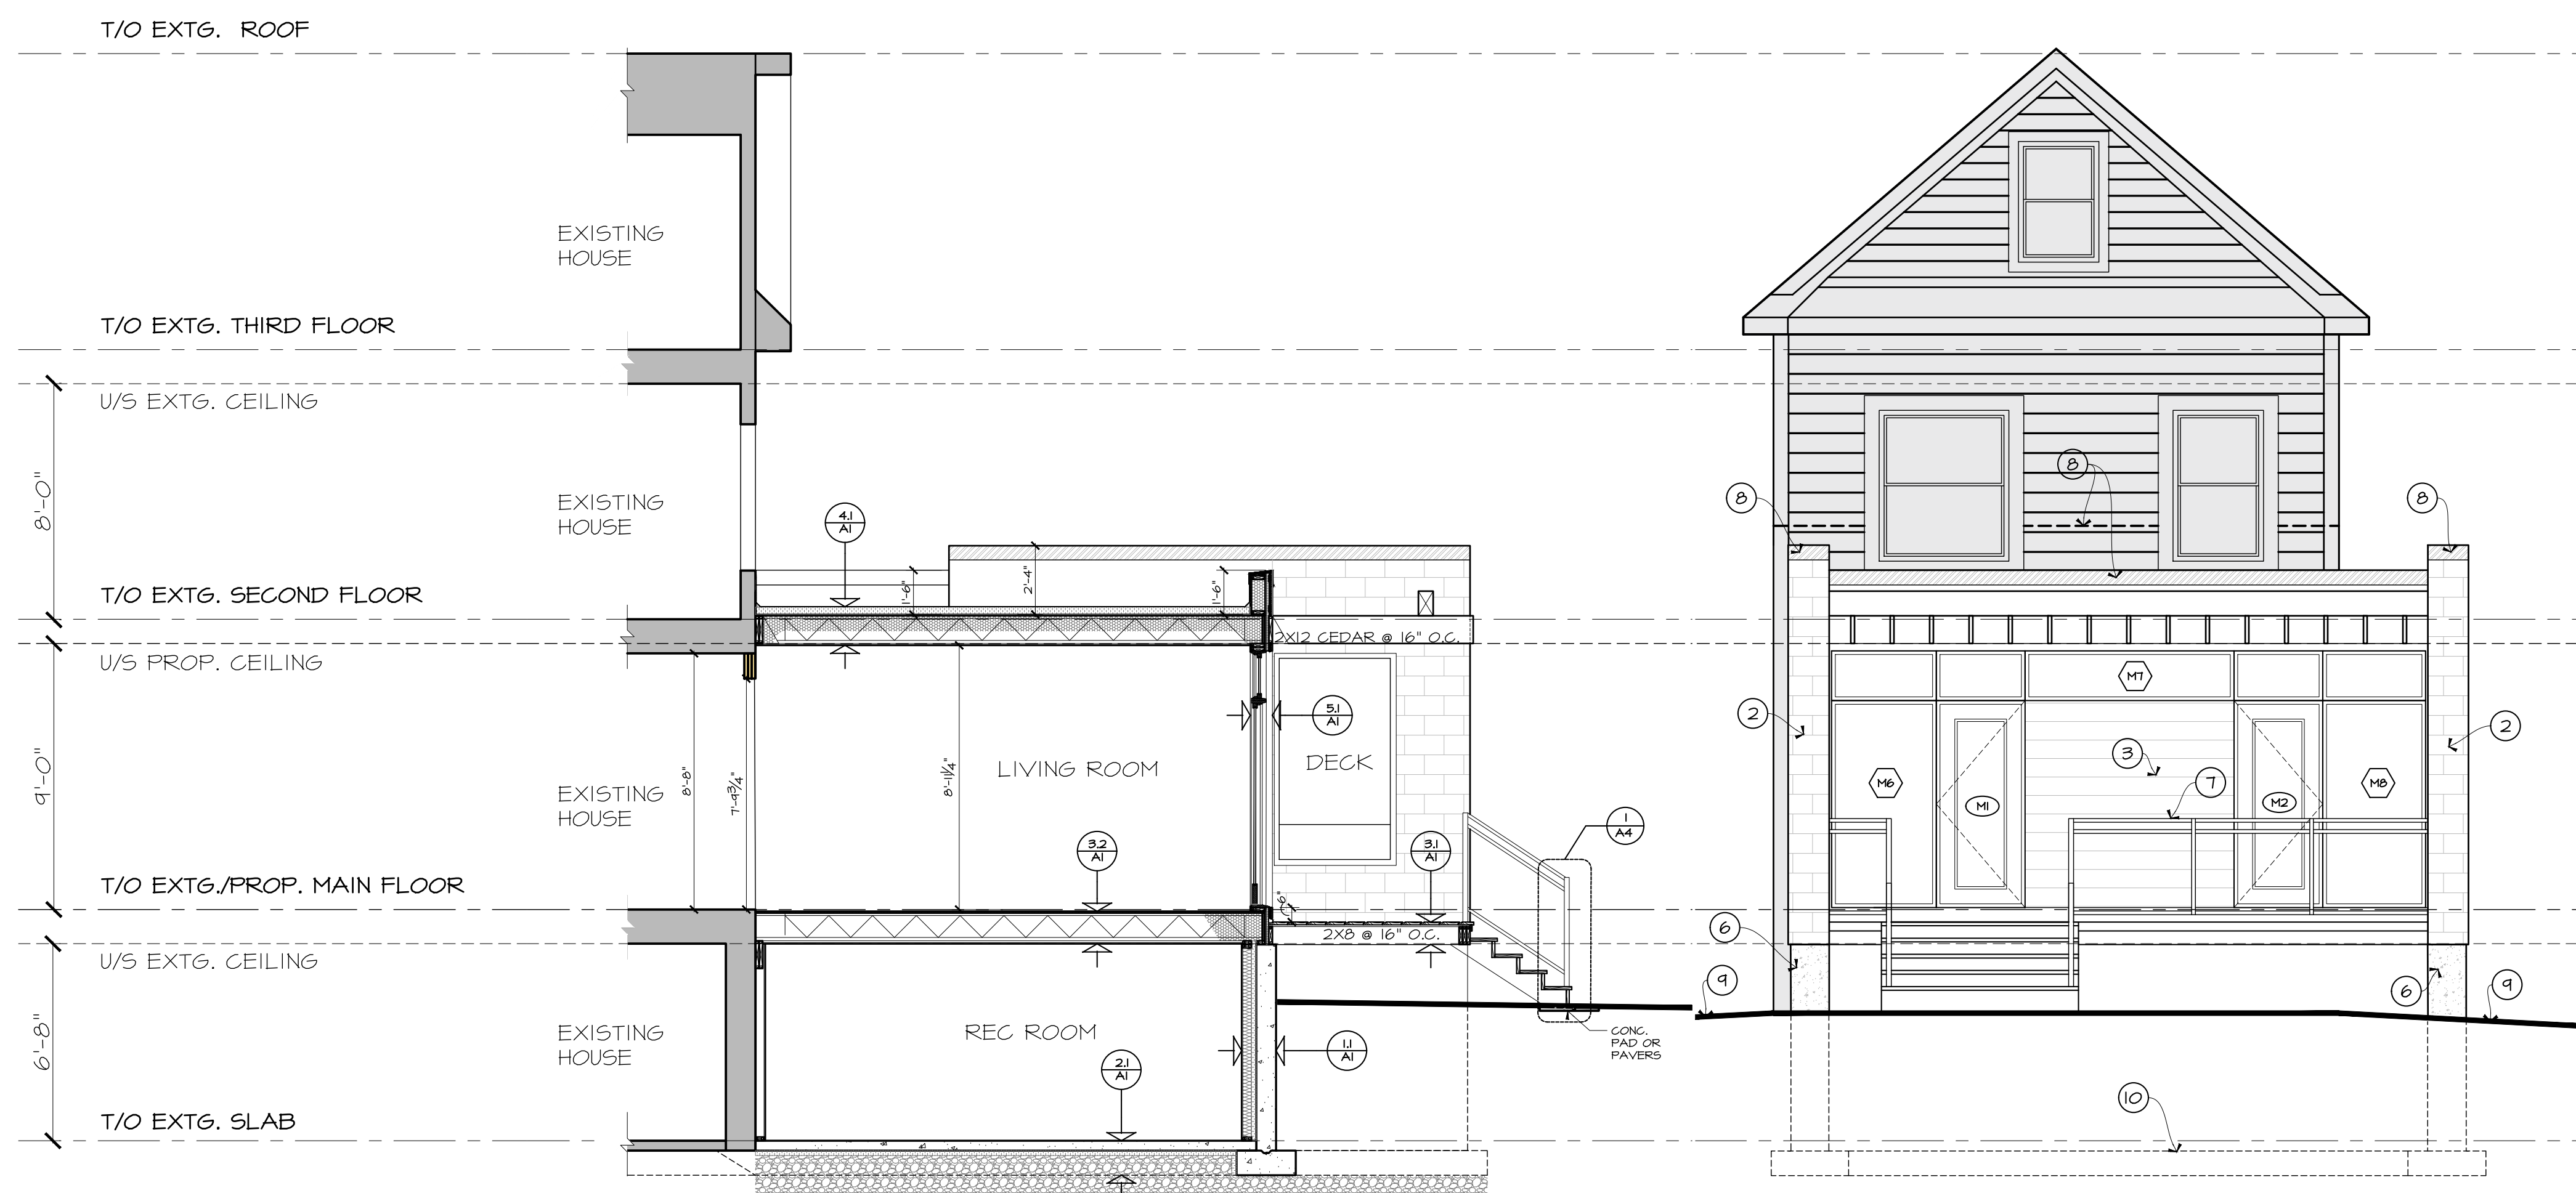 T/O EXTG. ROOF
EXISTING
HOUSE
T/O EXTG. THIRD FLOOR
U/S EXTG. CEILING
8'-0"
EXISTING
HOUSE
T/O EXTG. SECOND FLOOR
U/S PROP. CEILING
9'-0"
EXISTING
HOUSE
T/O EXTG./PROP. MAIN FLOOR
U/S EXTG. CEILING
6'-8"
EXISTING
HOUSE
T/O EXTG. SLAB
4.1
A1
1'-6"
2'-4"
1'-6"
2X12 CEDAR @ 16" O.C.
8'-8"
7'-9¾"
8'-11¼"
LIVING ROOM
5.1
A1
DECK
3.2
A1
3.1
A1
1
A4
6"
2X8 @ 16" O.C.
REC ROOM
2.1
A1
1.1
A1
CONC.
PAD OR
PAVERS
8
8
8
2
2
M7
3
7
M6
M1
M2
M8
6
9
6
9
10